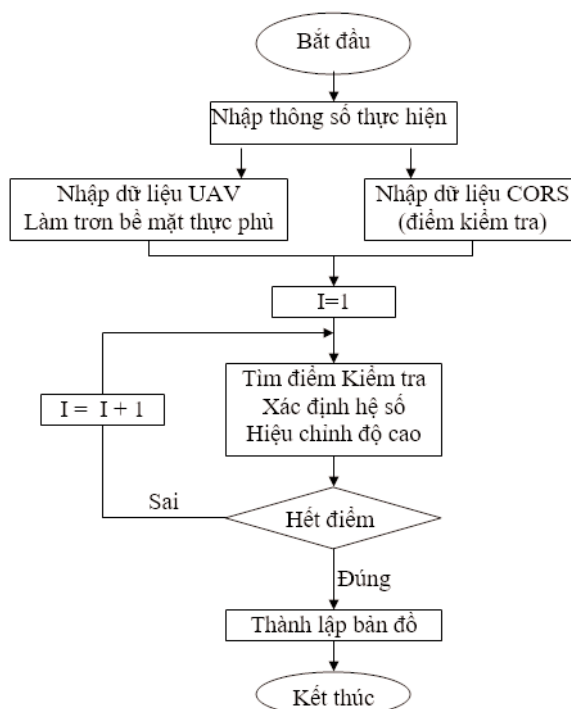 Bắt đầu
Nhập thông số thực hiện
Nhập dữ liệu UAV
Làm trơn bề mặt thực phủ
Nhập dữ liệu CORS
(điểm kiểm tra)
I=1
Tìm điểm Kiểm tra
Xác định hệ số
Hiệu chỉnh độ cao
I = I + 1
Sai
Hết điểm
Đúng
Thành lập bản đồ
Kết thúc